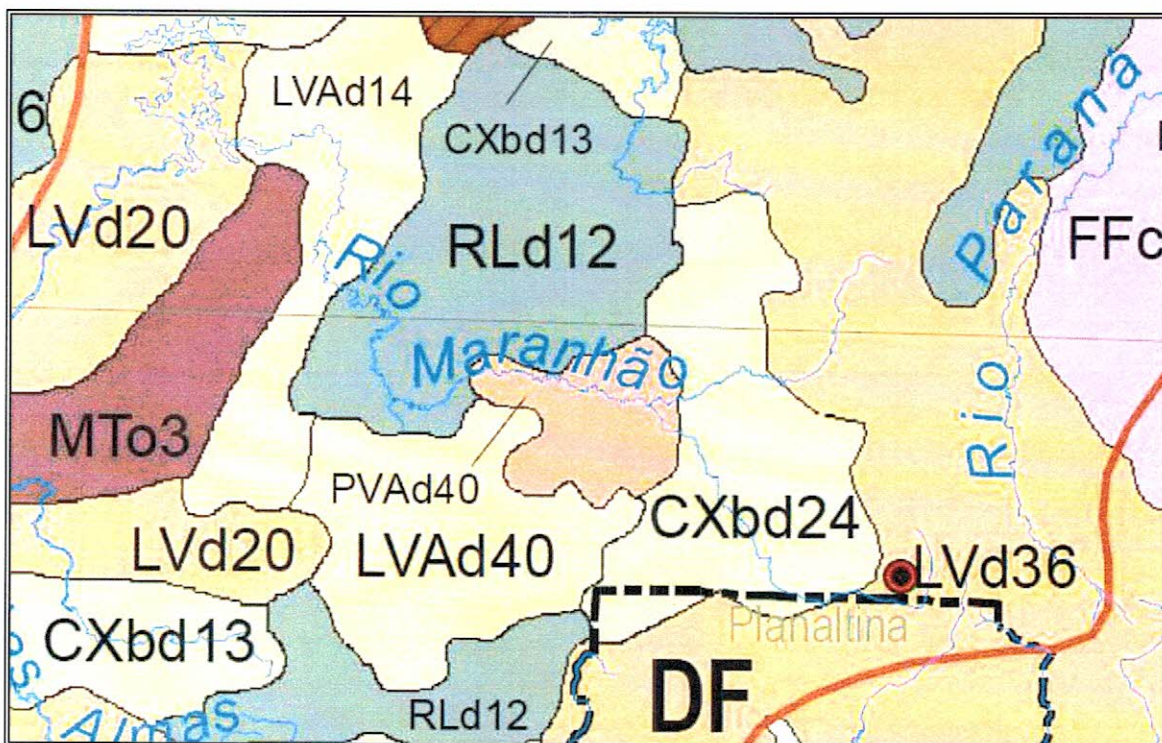 LVAd14
6
CXbd13
Paraná
LVd20
RLd12
FFc
Rio
Maranhão
MTo3
PVAd40
Rio
LVd20
LVAd40
CXbd24
LVd36
Planaltina
CXbd13
DF
RLd12
Almas